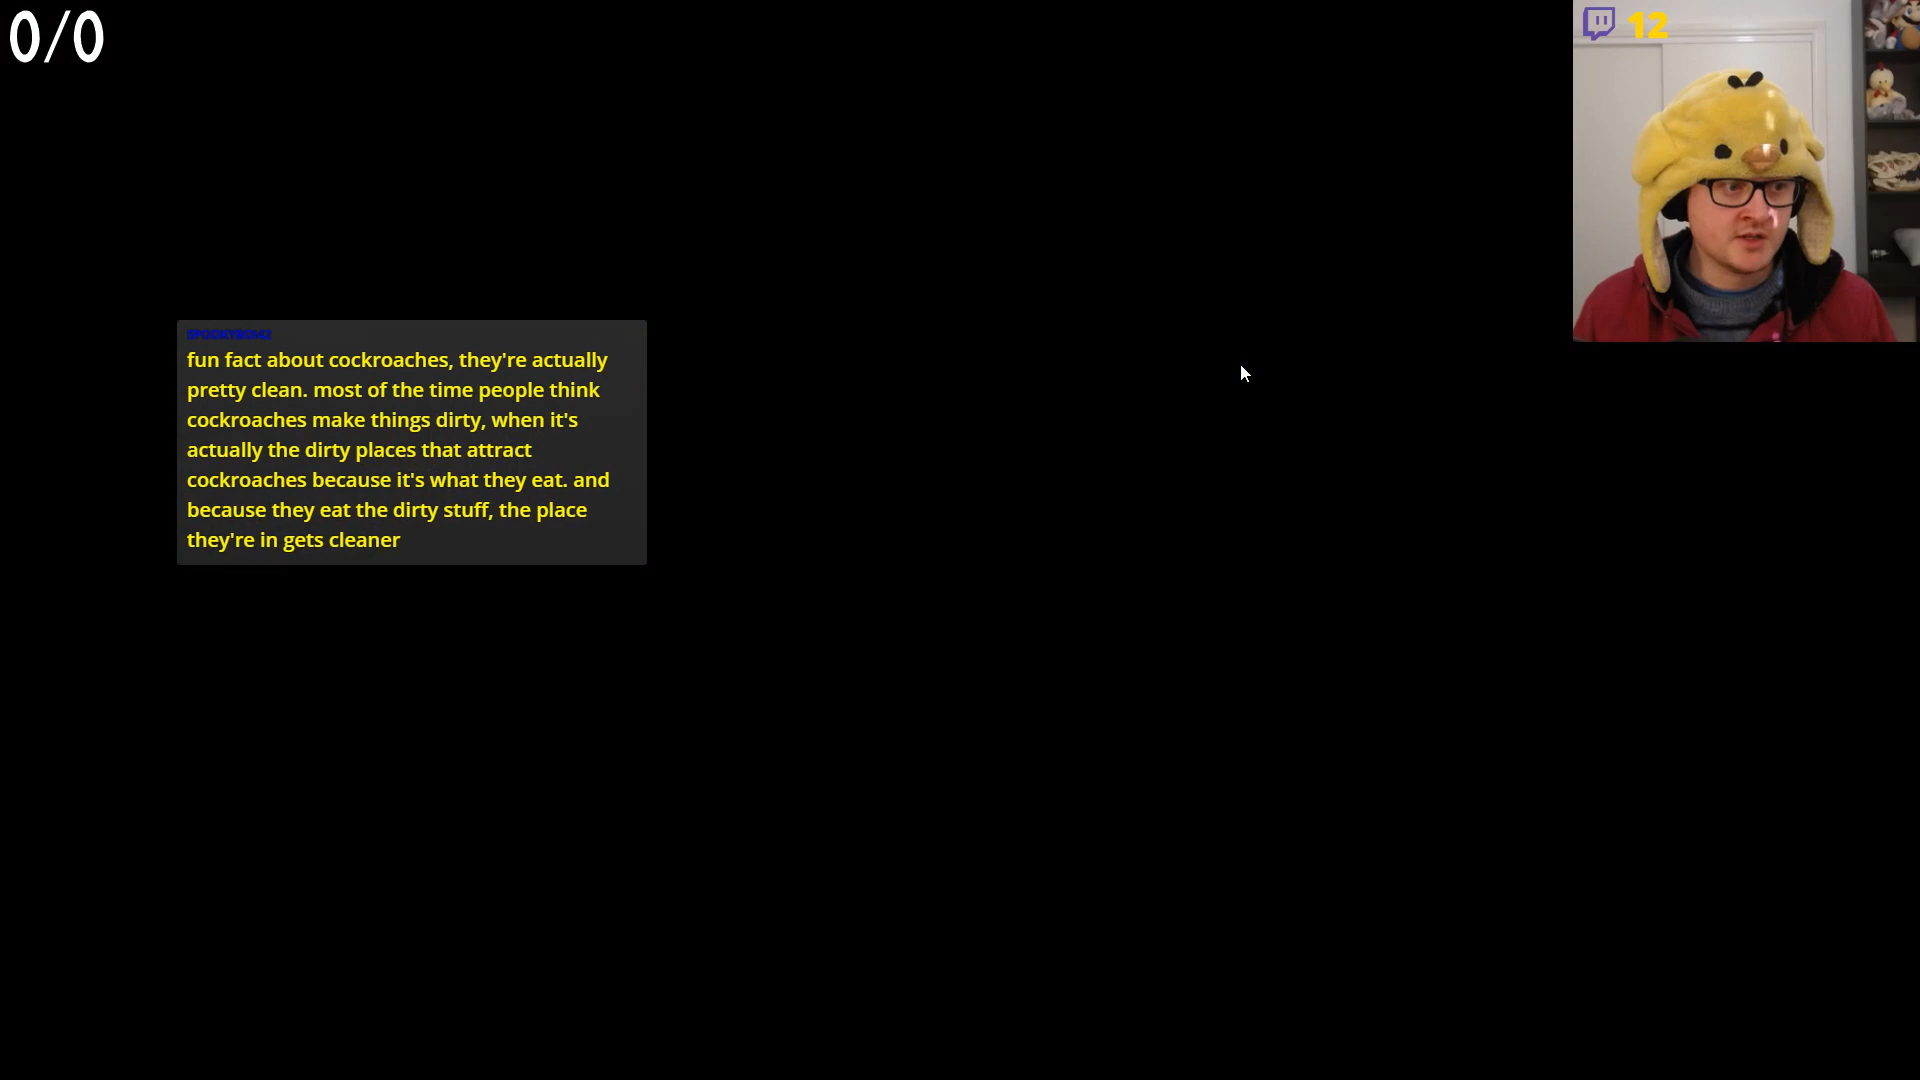 0/0
12
fun fact about cockroaches, they're actually
pretty clean. most of the time people think
cockroaches make things dirty, when it's
actually the dirty places that attract
cockroaches because it's what they eat. and
because they eat the dirty stuff, the place
they're in gets cleaner